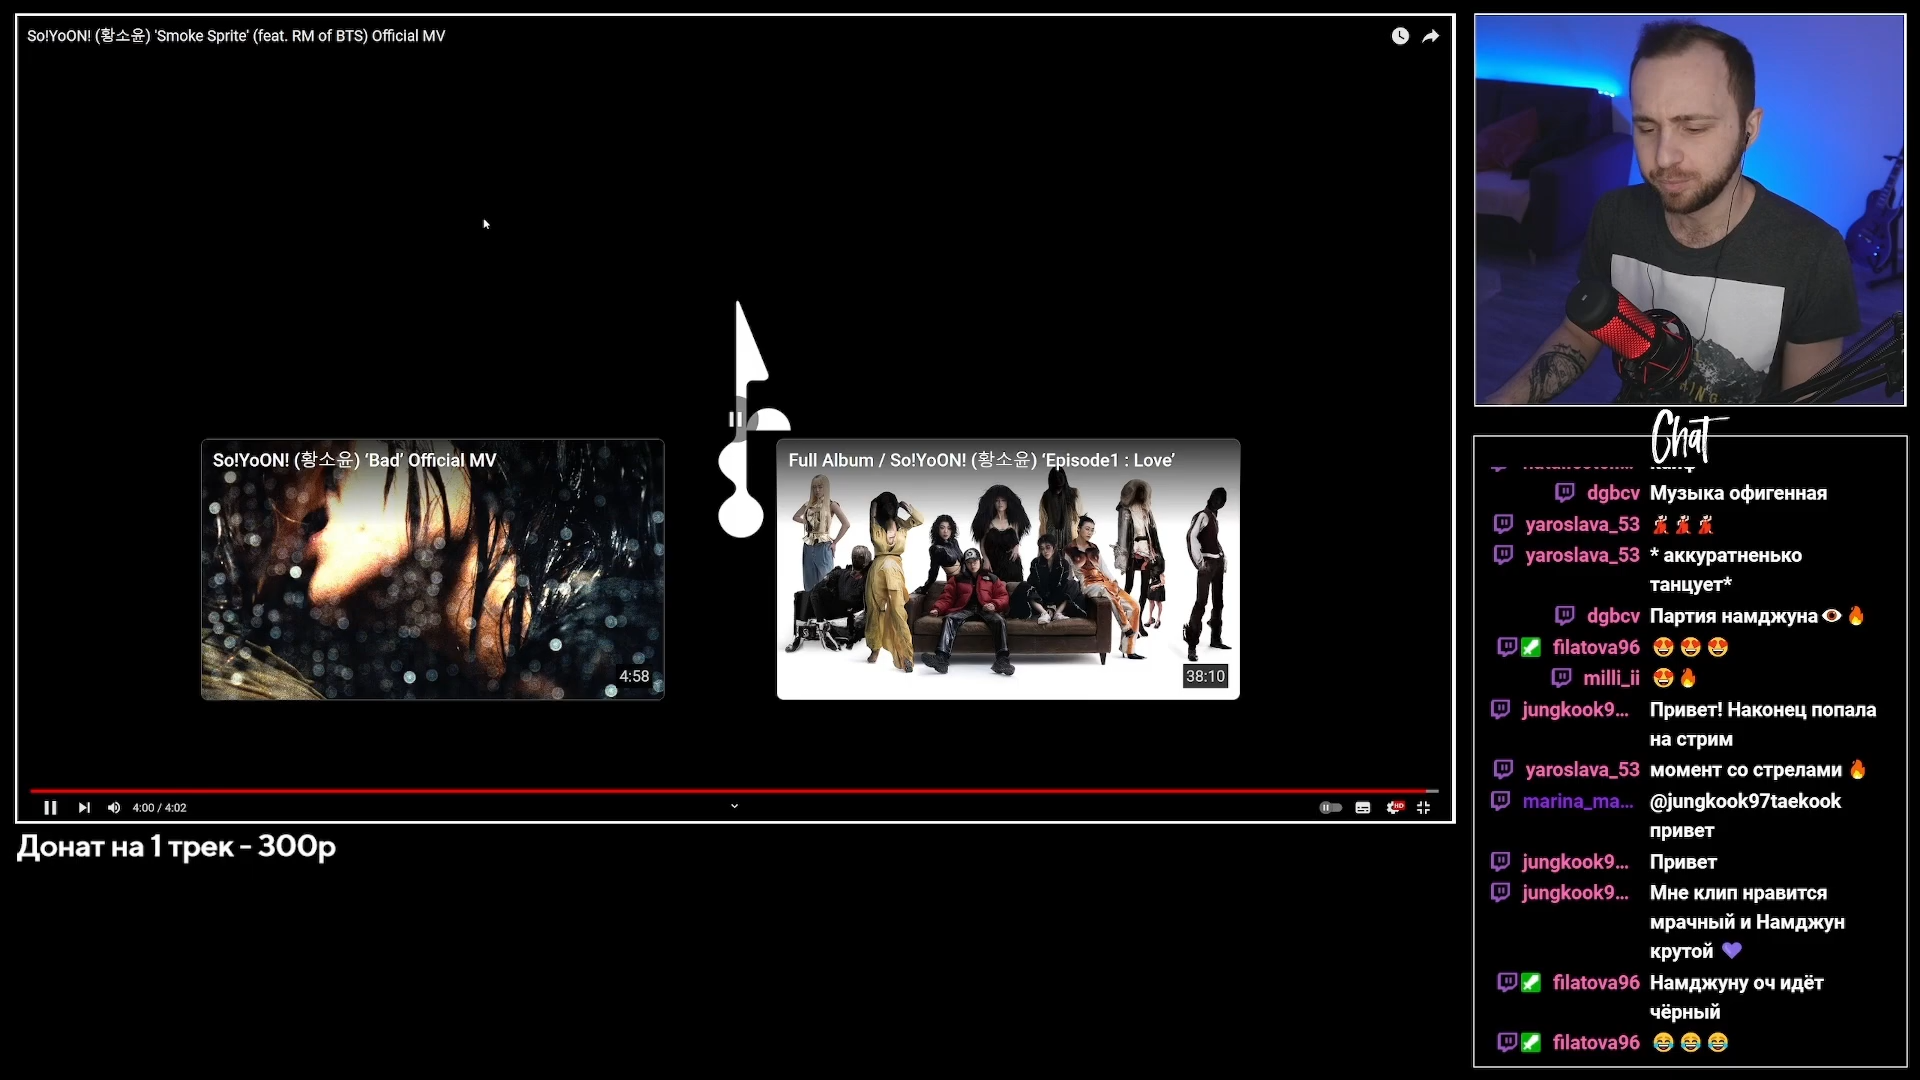 So!YoON! (황소윤) 'Smoke Sprite' (feat. RM of BTS) Official MV
So!YoON! (황소윤) ‘Bad’ Official MV
4:58
Full Album / So!YoON! (황소윤) ‘Episode1 : Love’
38:10
4:00 / 4:02
HD
Донат на 1 трек - 300р
Chat
dgbcv Музыка офигенная
yaroslava_53 💃💃💃
yaroslava_53 * аккуратненько
танцует*
dgbcv Партия намджуна👁️🔥
filatova96 😍😍😍
milli_ii 😍🔥
jungkook9... Привет! Наконец попала
на стрим
yaroslava_53 момент со стрелами🔥
marina_ma... @jungkook97taekook
привет
jungkook9... Привет
jungkook9... Мне клип нравится
мрачный и Намджун
крутой 💜
filatova96 Намджуну оч идёт
чёрный
filatova96 😂😂😂